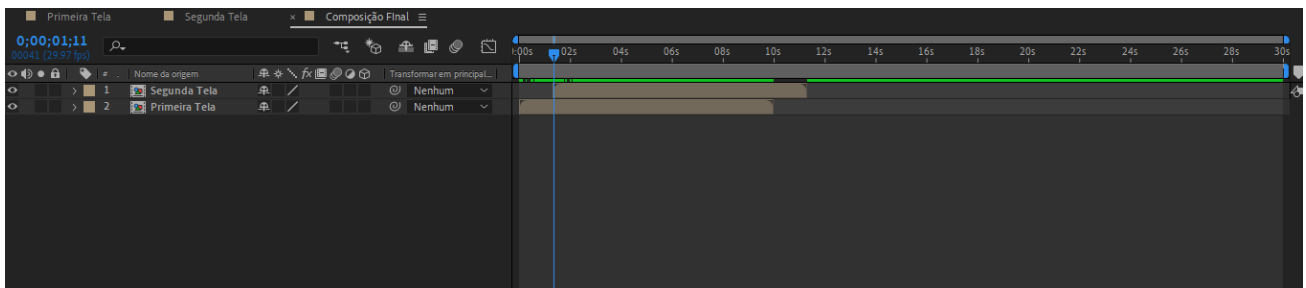 Primeira Tela Segunda Tela × Composição FInal
0;00;01;11
00041 (29.97 fps)
:00s 02s 04s 06s 08s 10s 12s 14s 16s 18s 20s 22s 24s 26s 28s 30s
# . Nome da origem fx Transformar em principal...
1 Segunda Tela Nenhum
2 Primeira Tela Nenhum